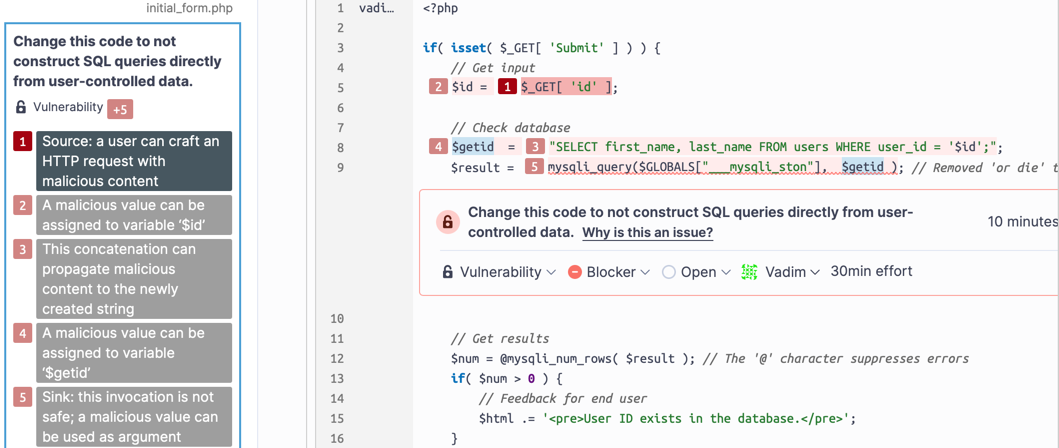 initial_form.php
Change this code to not
construct SQL queries directly
from user-controlled data.
Vulnerability +5
1 Source: a user can craft an
HTTP request with
malicious content
2 A malicious value can be
assigned to variable ‘$id’
3 This concatenation can
propagate malicious
content to the newly
created string
4 A malicious value can be
assigned to variable
‘$getid’
5 Sink: this invocation is not
safe; a malicious value can
be used as argument
1 vadi… <?php
2
3 if( isset( $_GET[ 'Submit' ] ) ) {
4 // Get input
5 2 $id = 1 $_GET[ 'id' ];
6
7 // Check database
8 4 $getid = 3 "SELECT first_name, last_name FROM users WHERE user_id = '$id';";
9 $result = 5 mysqli_query($GLOBALS["___mysqli_ston"], $getid ); // Removed 'or die' t
Change this code to not construct SQL queries directly from user-
controlled data. Why is this an issue?
10 minutes
Vulnerability Blocker Open Vadim 30min effort
10
11 // Get results
12 $num = @mysqli_num_rows( $result ); // The '@' character suppresses errors
13 if( $num > 0 ) {
14 // Feedback for end user
15 $html .= '<pre>User ID exists in the database.</pre>';
16 }